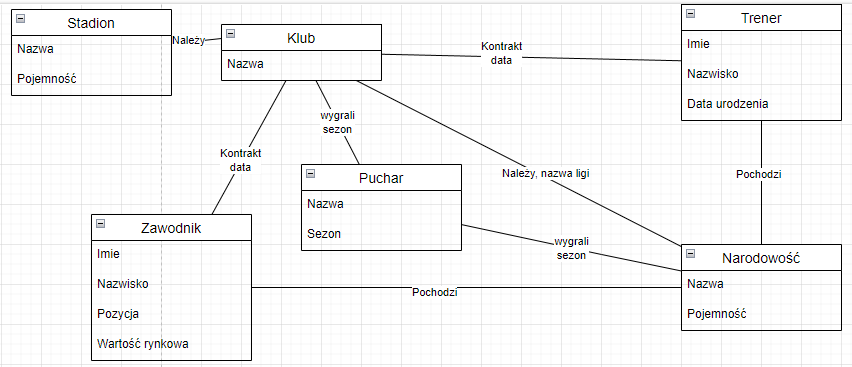 Stadion
Nazwa
Pojemność
Należy
Klub
Nazwa
Kontrakt
data
Trener
Imie
Nazwisko
Data urodzenia
wygrali
sezon
Kontrakt
data
Puchar
Nazwa
Sezon
Należy, nazwa ligi
Pochodzi
Zawodnik
Imie
Nazwisko
Pozycja
Wartość rynkowa
wygrali
sezon
Pochodzi
Narodowość
Nazwa
Pojemność